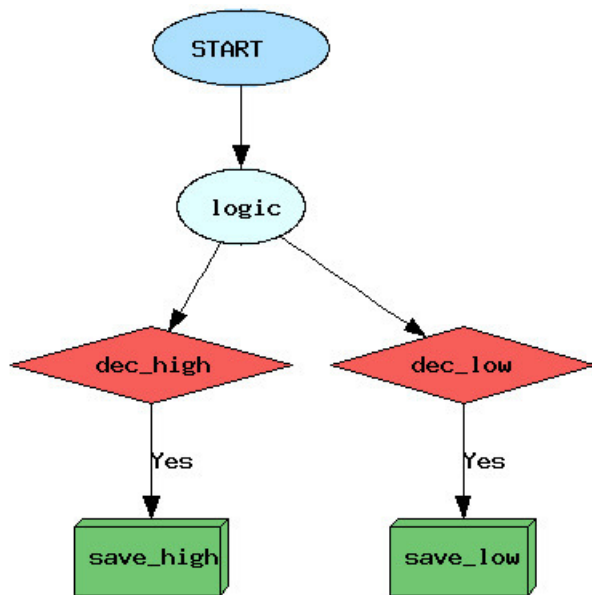 START
logic
dec_high
dec_low
Yes
Yes
save_high
save_low